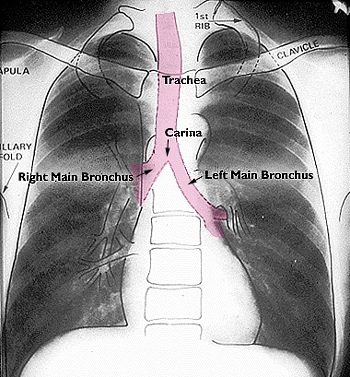 1st
RIB
CLAVICLE
APULA
Trachea
Carina
ILLARY
FOLD
Right Main Bronchus
Left Main Bronchus